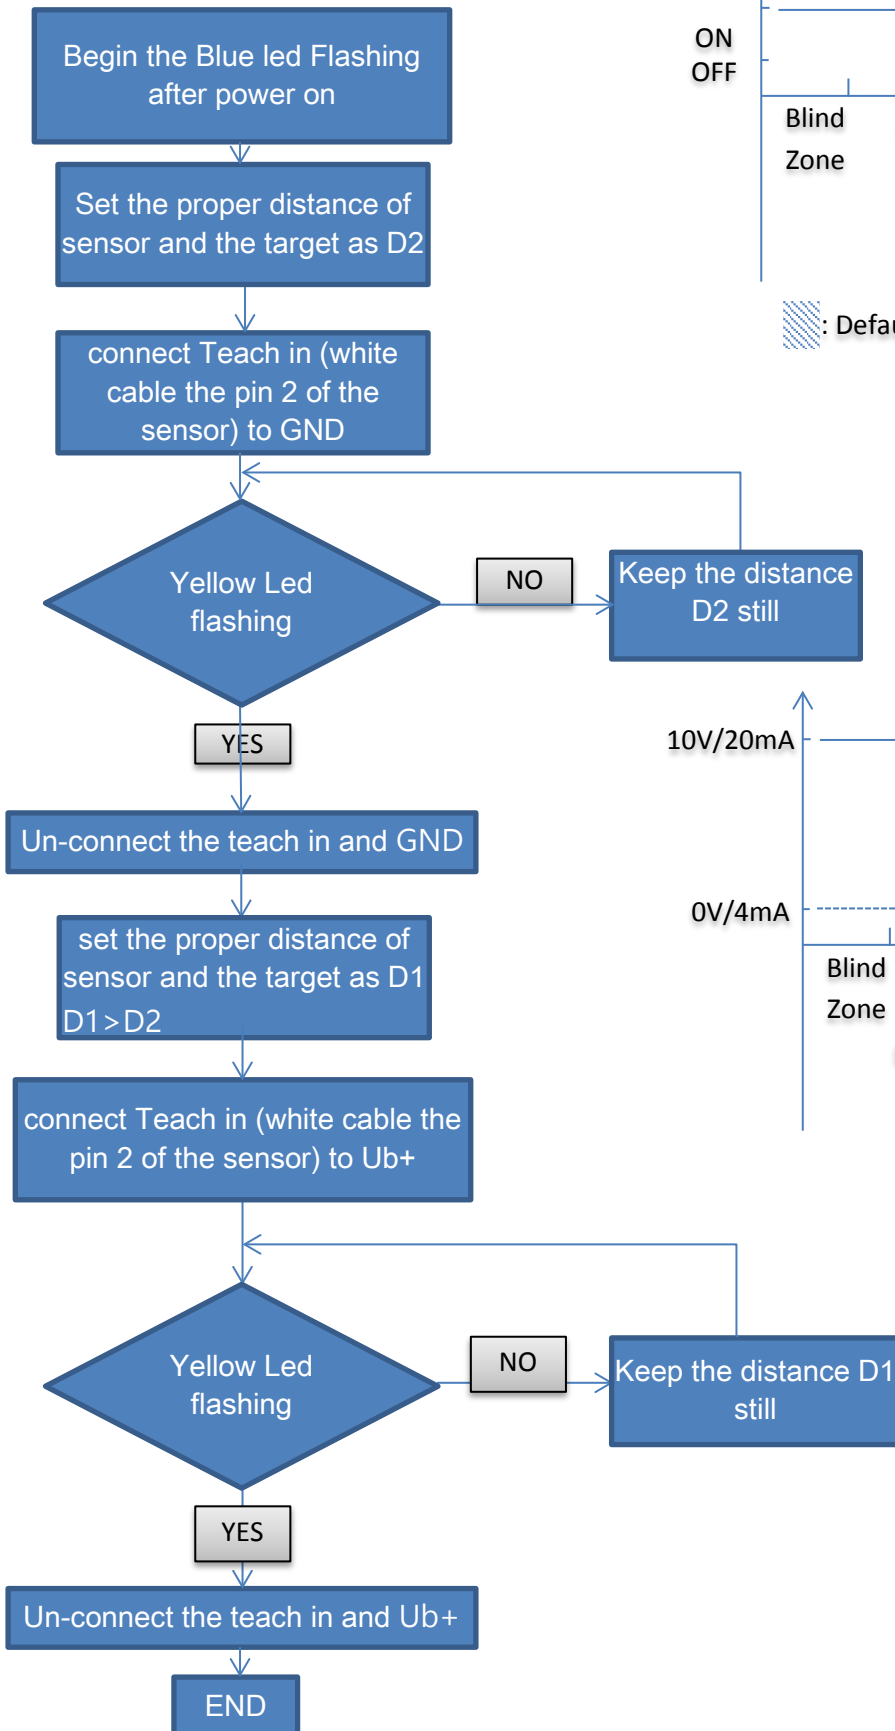 Begin the Blue led Flashing
after power on
Set the proper distance of
sensor and the target as D2
connect Teach in (white
cable the pin 2 of the
sensor) to GND
Yellow Led
flashing
NO
Keep the distance
D2 still
YES
Un-connect the teach in and GND
set the proper distance of
sensor and the target as D1
D1>D2
connect Teach in (white cable the
pin 2 of the sensor) to Ub+
Yellow Led
flashing
NO
Keep the distance D1
still
YES
Un-connect the teach in and Ub+
END
ON
OFF
Blind
Zone
10V/20mA
0V/4mA
Blind
Zone